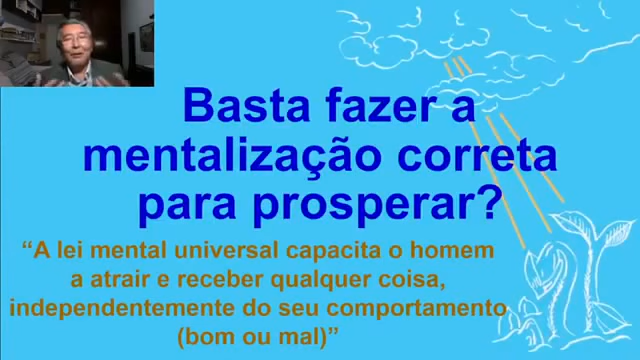 Basta fazer a
mentalização correta
para prosperar?
“A lei mental universal capacita o homem
a atrair e receber qualquer coisa,
independentemente do seu comportamento
(bom ou mal)”